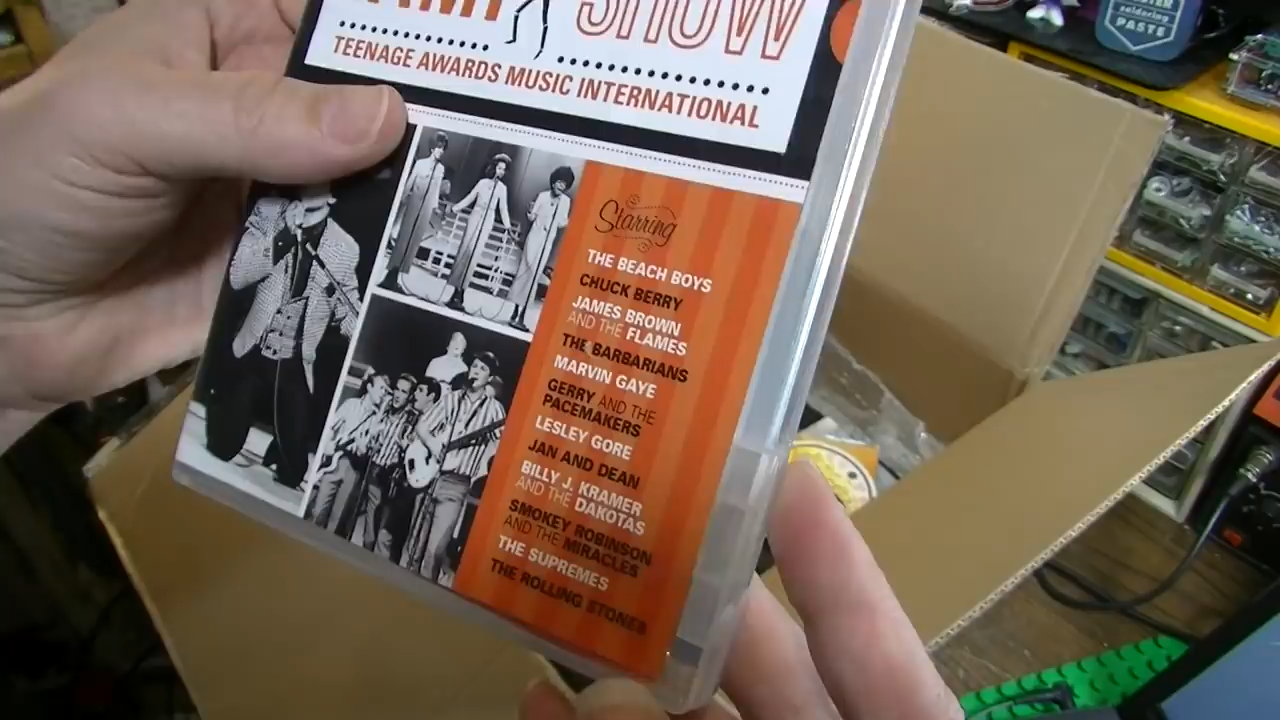 SHOW
TEENAGE AWARDS MUSIC INTERNATIONAL
Starring
THE BEACH BOYS
CHUCK BERRY
JAMES BROWN
AND THE FLAMES
THE BARBARIANS
MARVIN GAYE
GERRY AND THE
PACEMAKERS
LESLEY GORE
JAN AND DEAN
BILLY J. KRAMER
AND THE DAKOTAS
SMOKEY ROBINSON
AND THE MIRACLES
THE SUPREMES
THE ROLLING STONES
soldering
PASTE